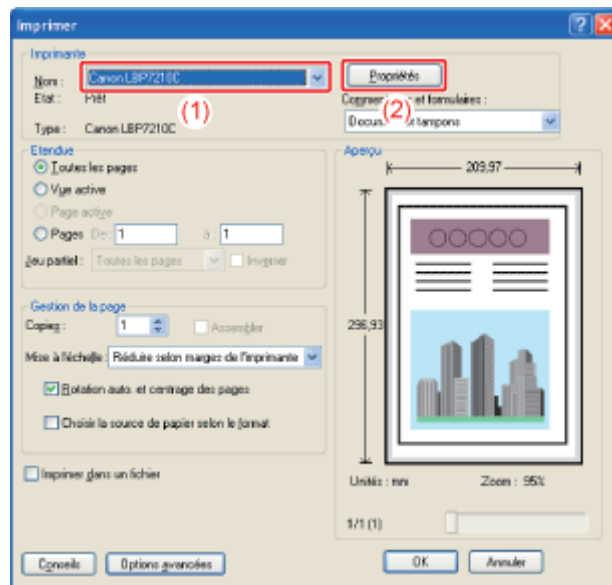 Imprimer
Imprimante
Nom : Canon LBP7210C
Propriétés
Etat : Prêt
(1)
(2)
et formulaires :
Type : Canon LBP7210C
tampons
Etendue
Toutes les pages
Vue active
Page active
Pages De : 1 à : 1
Jeu partiel : Toutes les pages Inverser
Aperçu
209,97
296,93
Unités : mm Zoom : 95%
1/1 (1)
Gestion de la page
Copies : 1 Assembler
Mise à l'échelle : Réduire selon marges de l'imprimante
Rotation auto. et centrage des pages
Choisir la source de papier selon le format
Imprimer dans un fichier
Conseils Options avancées OK Annuler